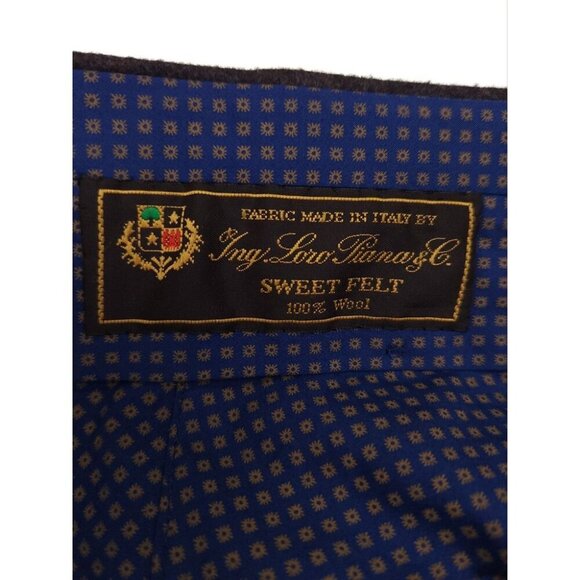 FABRIC MADE IN ITALY BY
Ing. Loro Piana & C.
SWEET FELT
100% Wool